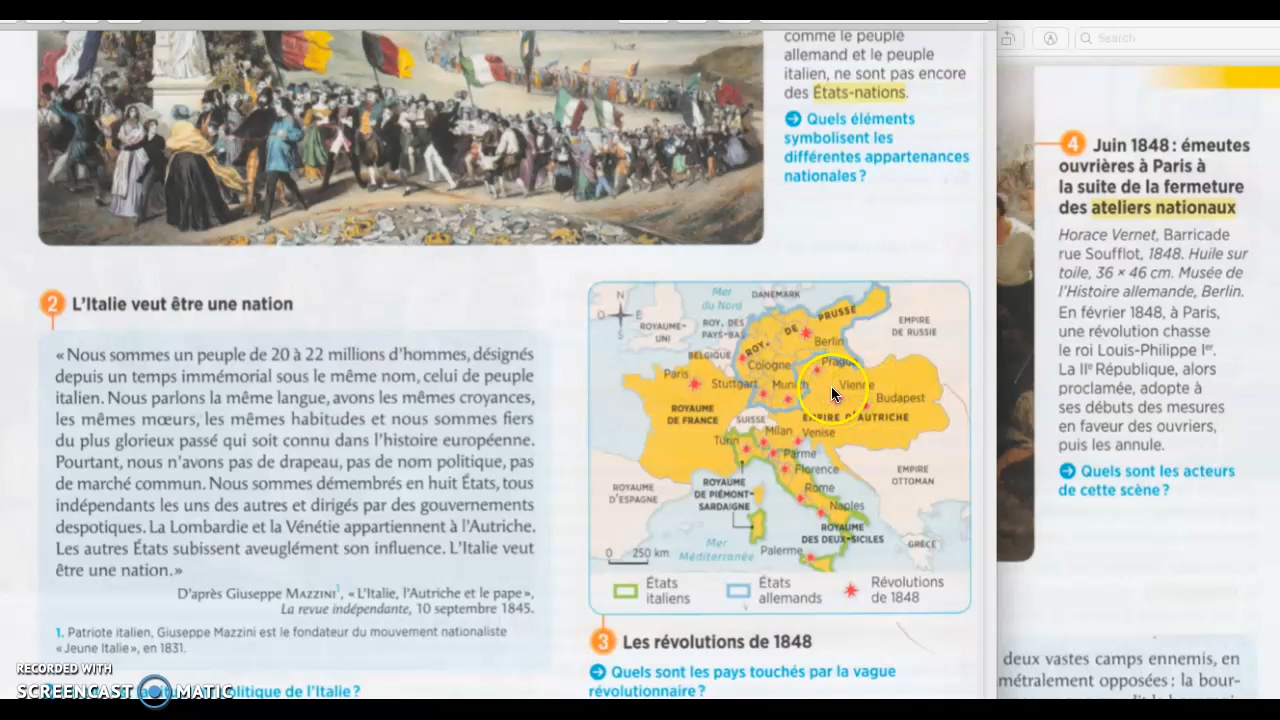 comme le peuple
allemand et le peuple
italien, ne sont pas encore
des États-nations.
Quels éléments
symbolisent les
différentes appartenances
nationales ?
2 L'Italie veut être une nation
« Nous sommes un peuple de 20 à 22 millions d'hommes, désignés
depuis un temps immémorial sous le même nom, celui de peuple
italien. Nous parlons la même langue, avons les mêmes croyances,
les mêmes mœurs, les mêmes habitudes et nous sommes fiers
du plus glorieux passé qui soit connu dans l'histoire européenne.
Pourtant, nous n'avons pas de drapeau, pas de nom politique, pas
de marché commun. Nous sommes démembrés en huit États, tous
indépendants les uns des autres et dirigés par des gouvernements
despotiques. La Lombardie et la Vénétie appartiennent à l'Autriche.
Les autres États subissent aveuglément son influence. L'Italie veut
être une nation. »
D'après Giuseppe MAZZINI¹, « L'Italie, l'Autriche et le pape »,
La revue indépendante, 10 septembre 1845.
1. Patriote italien, Giuseppe Mazzini est le fondateur du mouvement nationaliste
« Jeune Italie », en 1831.
politique de l'Italie ?
RECORDED WITH
SCREENCAST MATIC
N
O E
S
Mer
du Nord
DANEMARK
ROYAUME-
UNI
ROY. DES
PAYS-BAS
ROY. DE PRUSSE
EMPIRE
DE RUSSIE
Berlin
BELGIQUE
Cologne
Prague
Paris
Stuttgart
Munich
Vienne
Budapest
ROYAUME
DE FRANCE
SUISSE
EMPIRE D'AUTRICHE
Milan
Venise
Turin
Parme
Florence
EMPIRE
OTTOMAN
ROYAUME
D'ESPAGNE
ROYAUME
DE PIÉMONT-
SARDAIGNE
Rome
Naples
ROYAUME
DES DEUX-SICILES
Mer
Méditerranée
Palerme
GRÈCE
0 250 km
États
italiens
États
allemands
Révolutions
de 1848
3 Les révolutions de 1848
Quels sont les pays touchés par la vague
révolutionnaire ?
Search
4 Juin 1848 : émeutes
ouvrières à Paris à
la suite de la fermeture
des ateliers nationaux
Horace Vernet, Barricade
rue Soufflot, 1848. Huile sur
toile, 36 × 46 cm. Musée de
l'Histoire allemande, Berlin.
En février 1848, à Paris,
une révolution chasse
le roi Louis-Philippe Ier.
La IIe République, alors
proclamée, adopte à
ses débuts des mesures
en faveur des ouvriers,
puis les annule.
Quels sont les acteurs
de cette scène ?
deux vastes camps ennemis, en
métralement opposées : la bour-